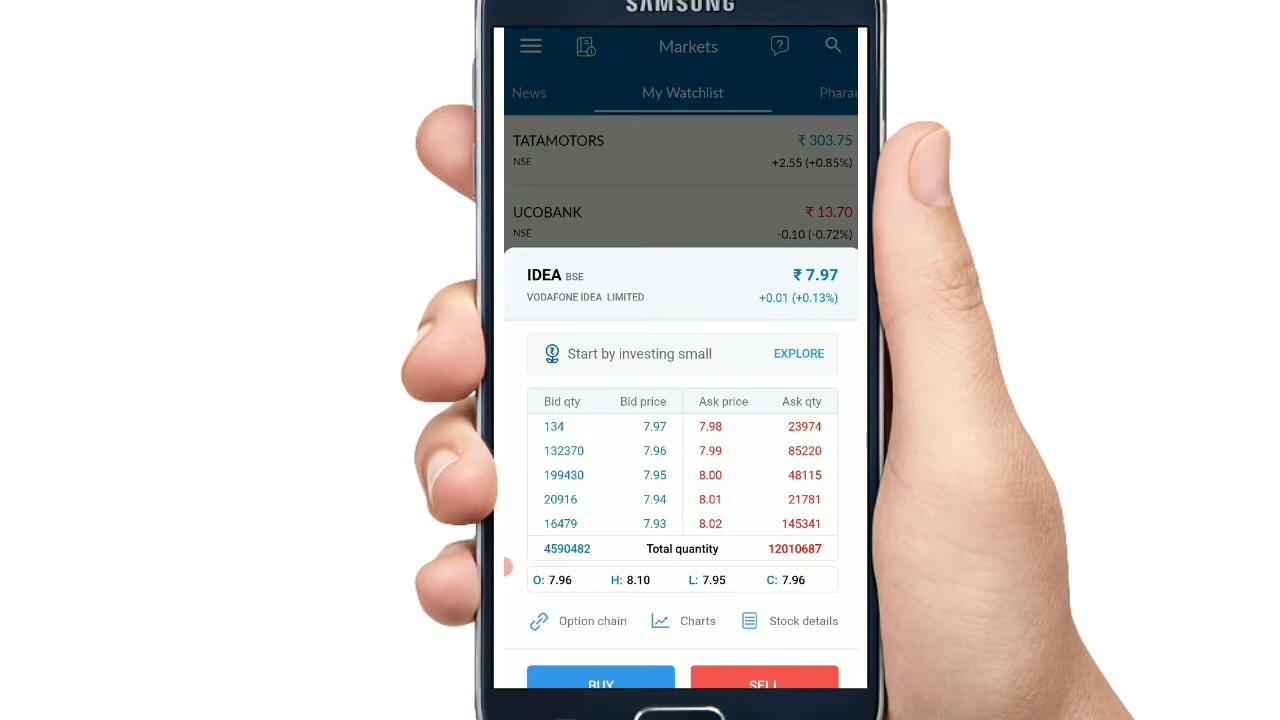 SAMSUNG
Markets
News My Watchlist Pharar
TATAMOTORS ₹ 303.75
NSE +2.55 (+0.85%)
UCOBANK ₹ 13.70
NSE -0.10 (-0.72%)
IDEA BSE ₹ 7.97
VODAFONE IDEA LIMITED +0.01 (+0.13%)
Start by investing small EXPLORE
Bid qty Bid price Ask price Ask qty
134 7.97 7.98 23974
132370 7.96 7.99 85220
199430 7.95 8.00 48115
20916 7.94 8.01 21781
16479 7.93 8.02 145341
4590482 Total quantity 12010687
O: 7.96 H: 8.10 L: 7.95 C: 7.96
Option chain Charts Stock details
BUY SELL